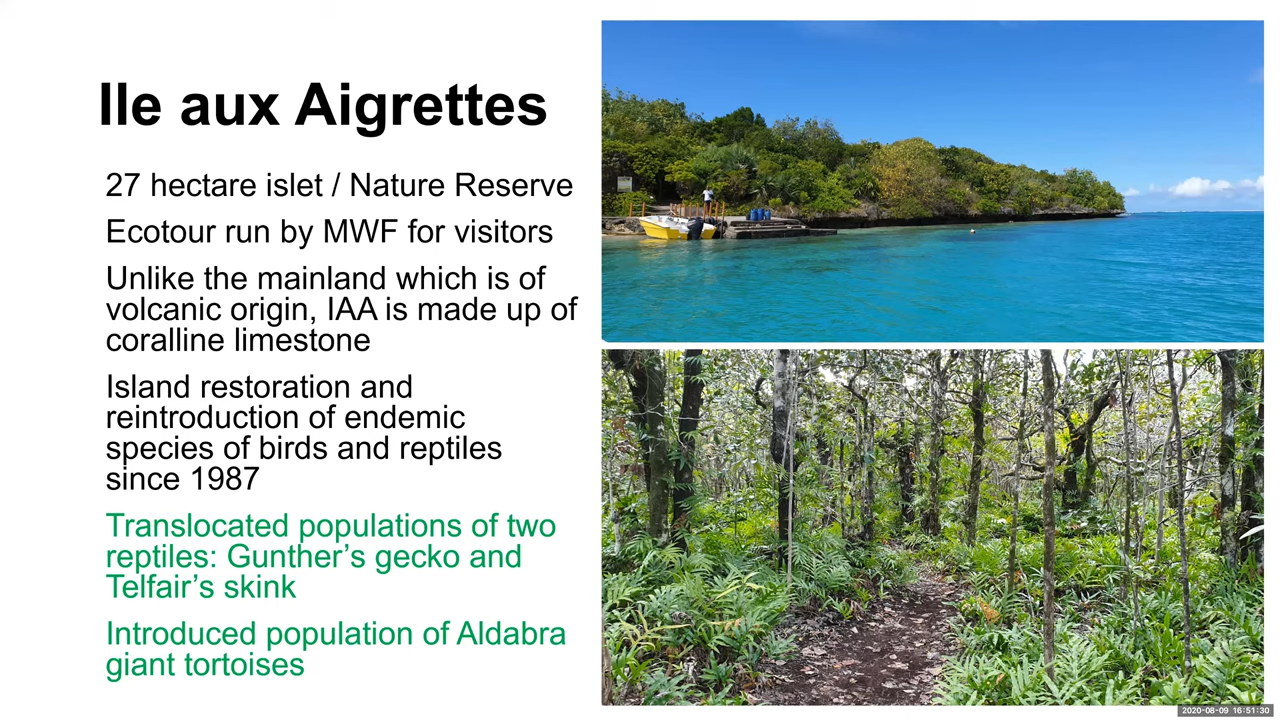 Ile aux Aigrettes
27 hectare islet / Nature Reserve
Ecotour run by MWF for visitors
Unlike the mainland which is of
volcanic origin, IAA is made up of
coralline limestone
Island restoration and
reintroduction of endemic
species of birds and reptiles
since 1987
Translocated populations of two
reptiles: Gunther’s gecko and
Telfair’s skink
Introduced population of Aldabra
giant tortoises
2020-08-09 16:51:30